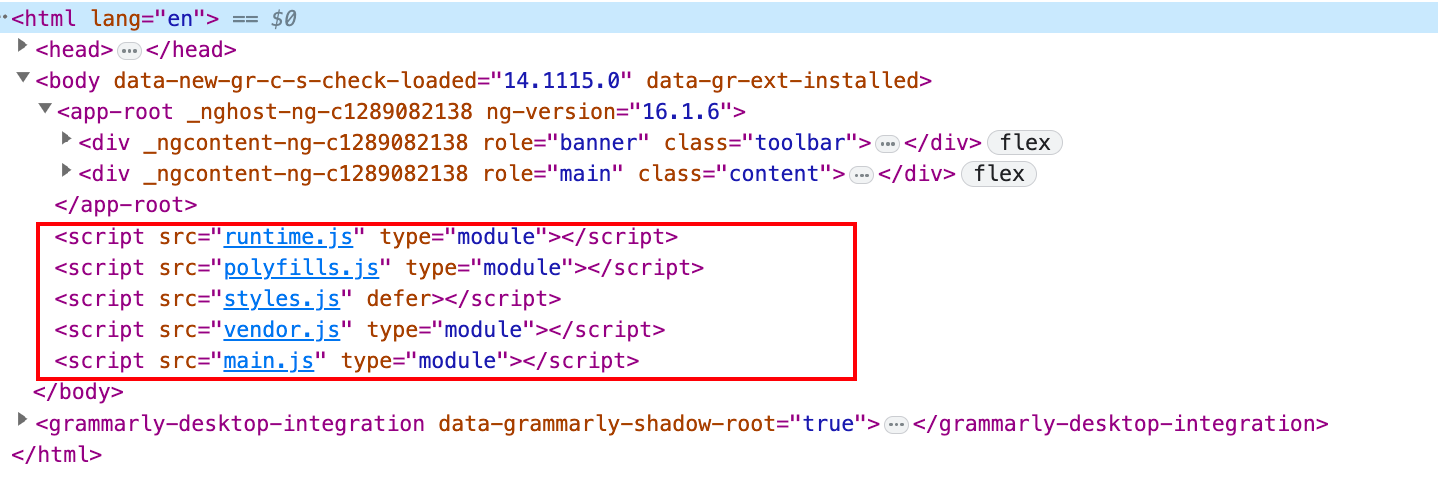 <html lang="en"> == $0
<head>…</head>
<body data-new-gr-c-s-check-loaded="14.1115.0" data-gr-ext-installed>
<app-root _nghost-ng-c1289082138 ng-version="16.1.6">
<div _ngcontent-ng-c1289082138 role="banner" class="toolbar">…</div> flex
<div _ngcontent-ng-c1289082138 role="main" class="content">…</div> flex
</app-root>
<script src="runtime.js" type="module"></script>
<script src="polyfills.js" type="module"></script>
<script src="styles.js" defer></script>
<script src="vendor.js" type="module"></script>
<script src="main.js" type="module"></script>
</body>
<grammarly-desktop-integration data-grammarly-shadow-root="true">…</grammarly-desktop-integration>
</html>